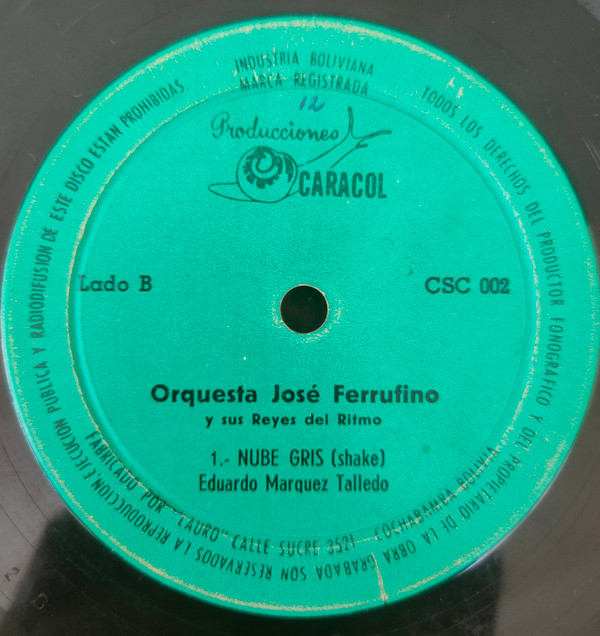 INDUSTRIA BOLIVIANA
MARCA REGISTRADA
12
Producciones
CARACOL
Lado B
CSC 002
Orquesta José Ferrufino
y sus Reyes del Ritmo
1.- NUBE GRIS (shake)
Eduardo Marquez Talledo
FABRICADO POR "LAURO" CALLE SUCRE 3521 - COCHABAMBA BOLIVIA
TODOS LOS DERECHOS DEL PRODUCTOR FONOGRAFICO Y DEL PROPIETARIO DE LA OBRA GRABADA SON RESERVADOS LA REPRODUCCION EJECUCION PUBLICA Y RADIODIFUSION DE ESTE DISCO ESTAN PROHIBIDAS